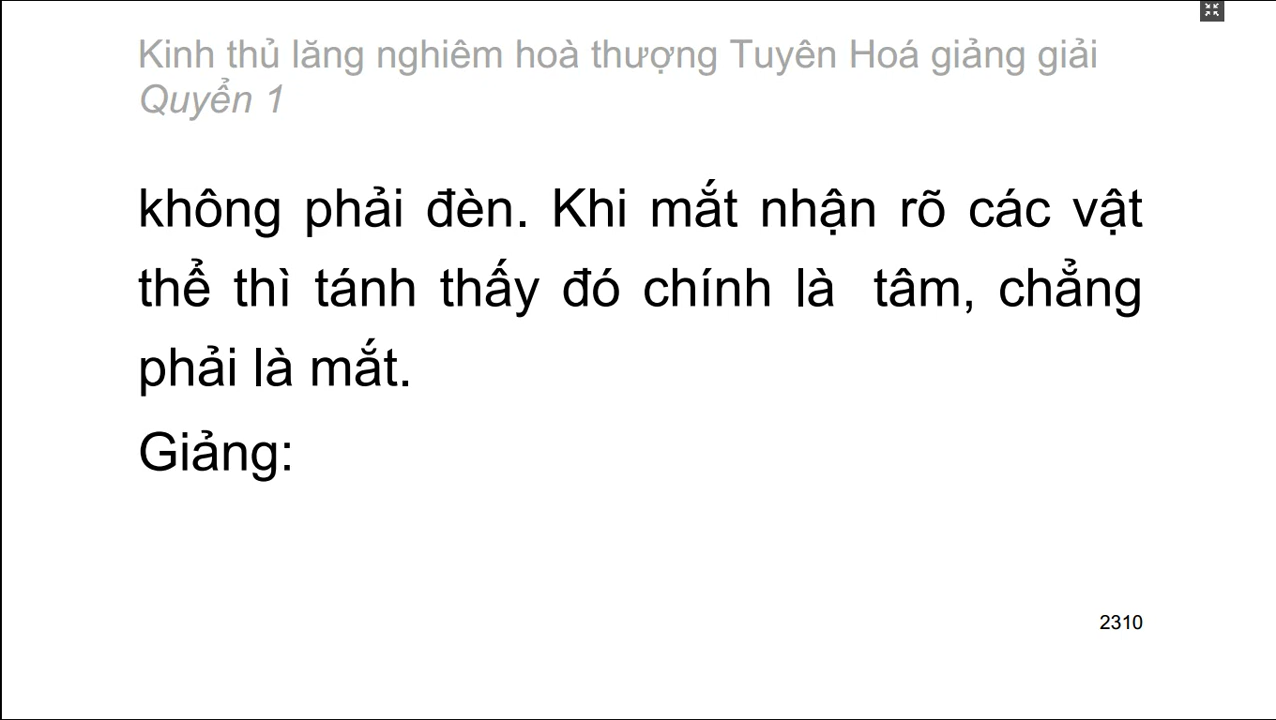 Kinh thủ lăng nghiêm hoà thượng Tuyên Hoá giảng giải
Quyển 1
không phải đèn. Khi mắt nhận rõ các vật
thể thì tánh thấy đó chính là tâm, chẳng
phải là mắt.
Giảng:
2310